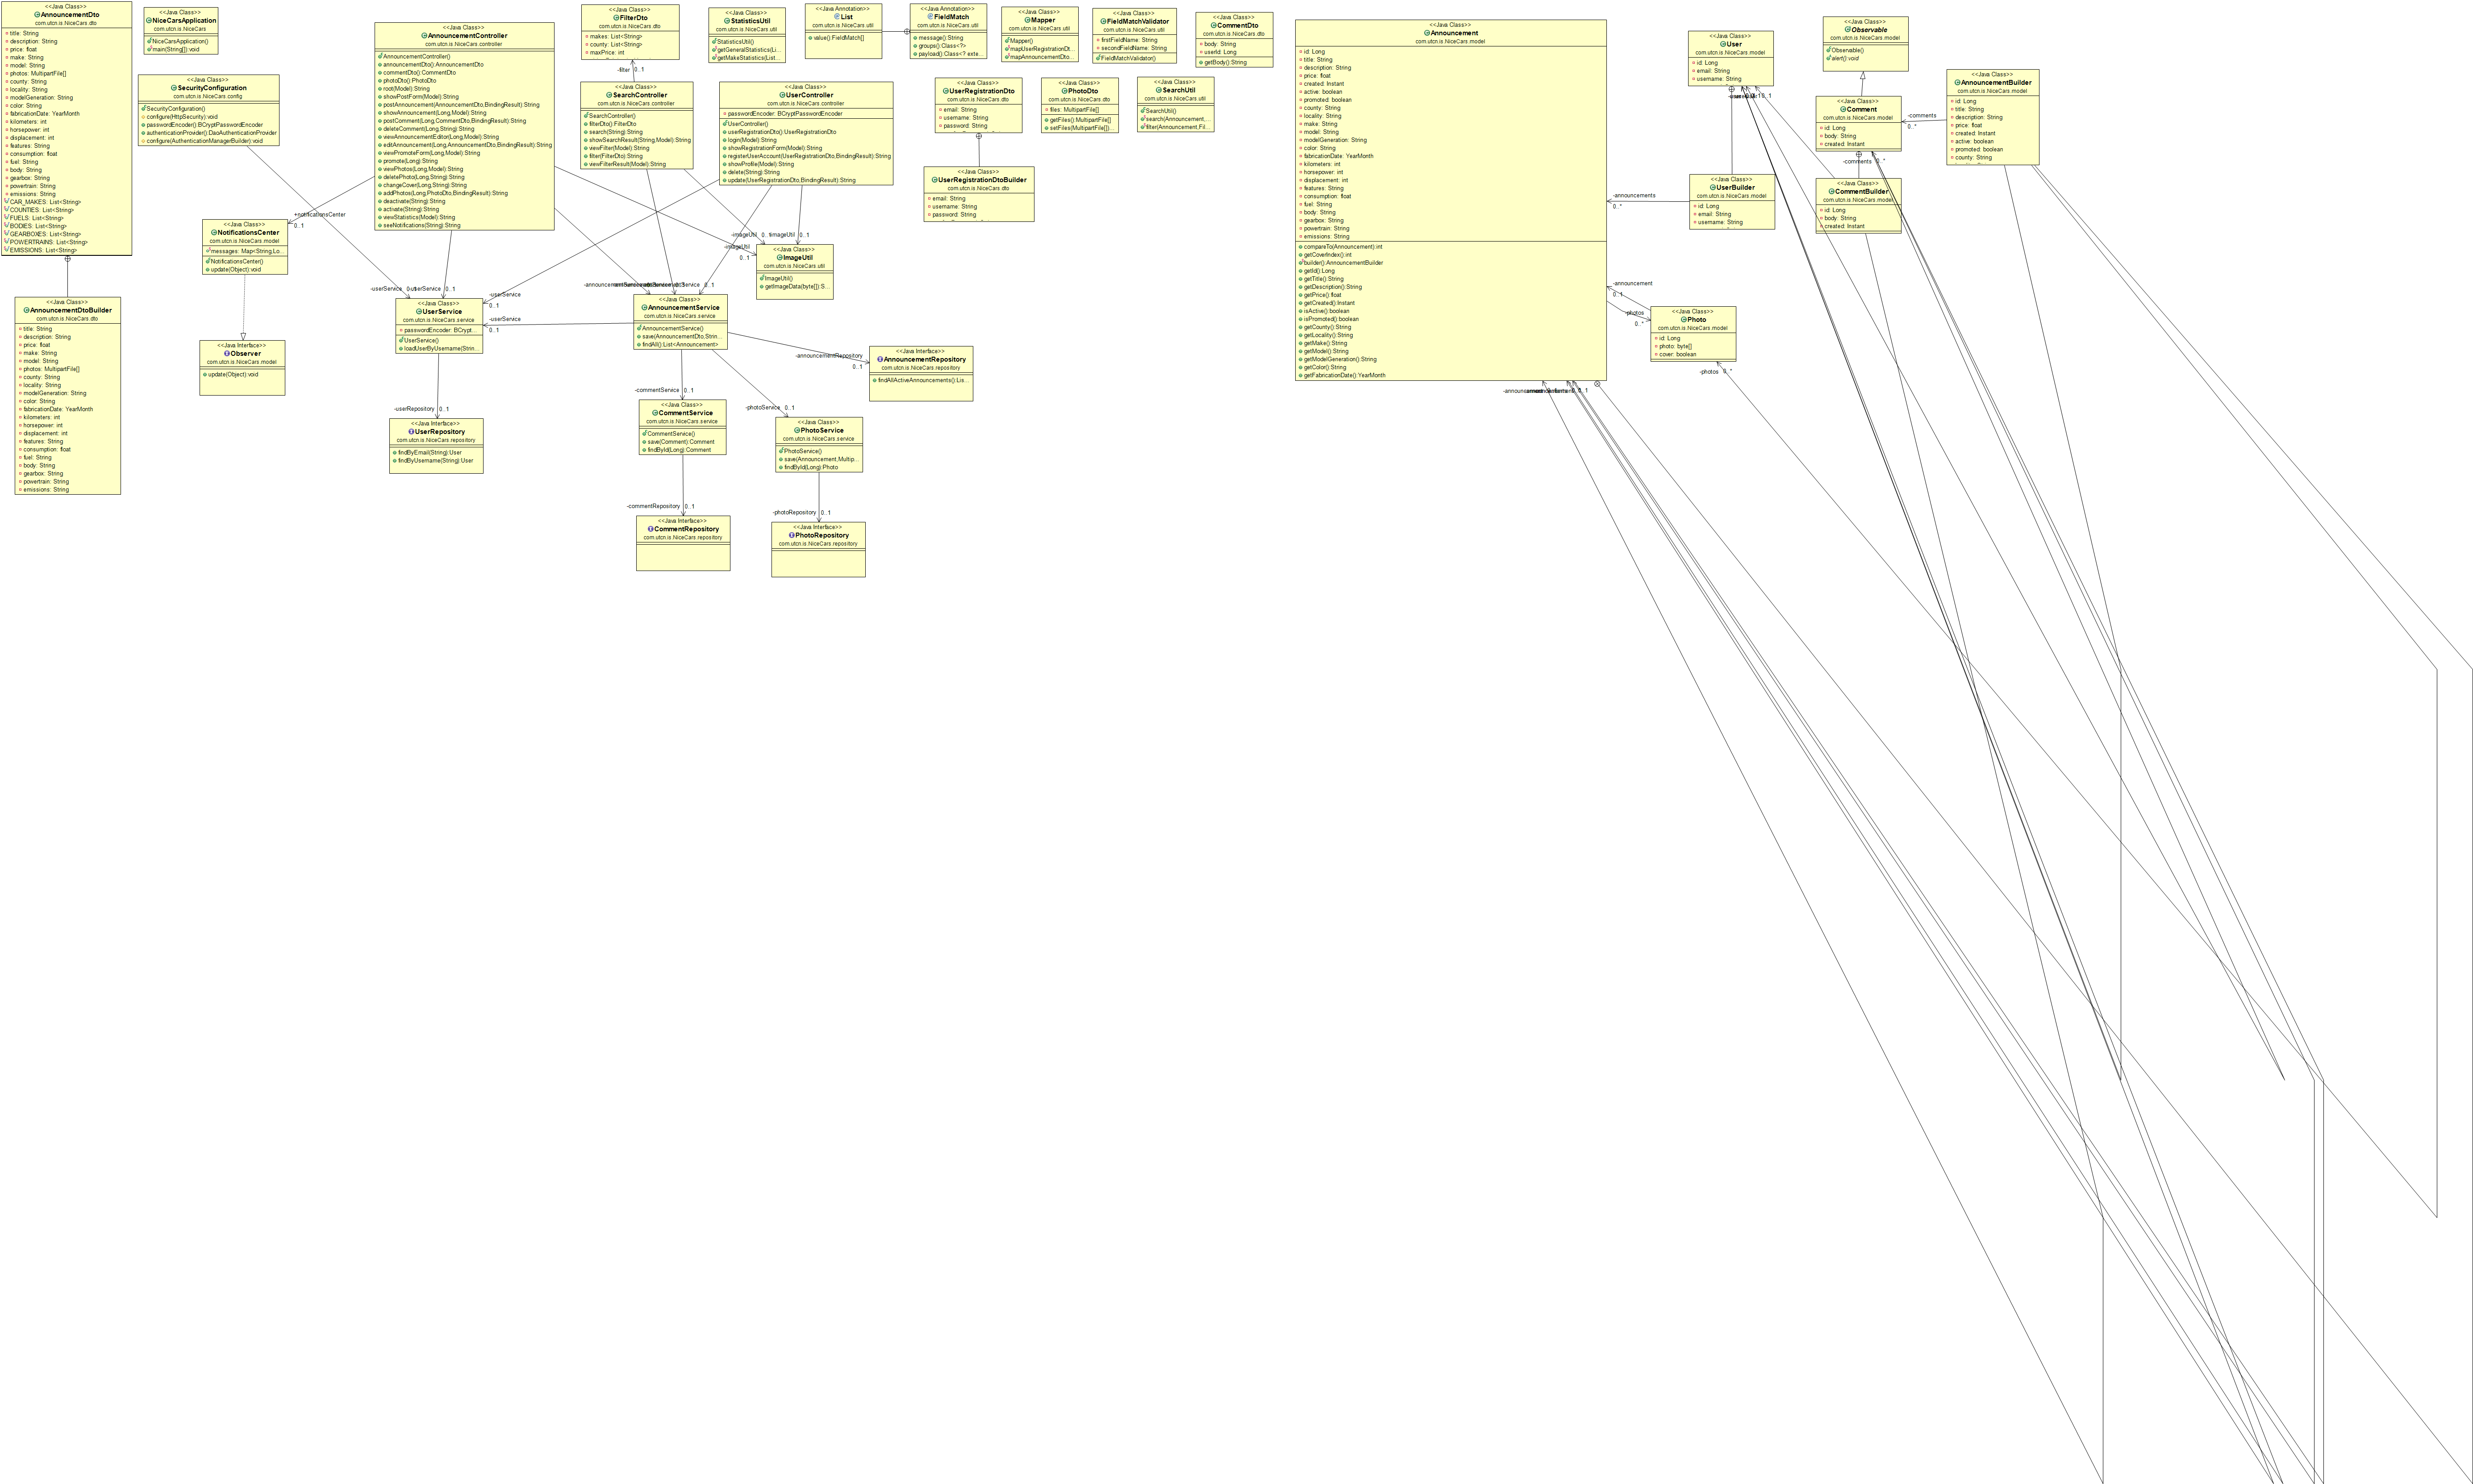 <<Java Class>>
AnnouncementDto
com.utcn.is.NiceCars.dto
title: String
description: String
price: float
make: String
model: String
photos: MultipartFile[]
county: String
locality: String
modelGeneration: String
color: String
fabricationDate: YearMonth
kilometers: int
horsepower: int
displacement: int
features: String
consumption: float
fuel: String
body: String
gearbox: String
powertrain: String
emissions: String
CAR_MAKES: List<String>
COUNTIES: List<String>
FUELS: List<String>
BODIES: List<String>
GEARBOXES: List<String>
POWERTRAINS: List<String>
EMISSIONS: List<String>
<<Java Class>>
AnnouncementDtoBuilder
com.utcn.is.NiceCars.dto
title: String
description: String
price: float
make: String
model: String
photos: MultipartFile[]
county: String
locality: String
modelGeneration: String
color: String
fabricationDate: YearMonth
kilometers: int
horsepower: int
displacement: int
features: String
consumption: float
fuel: String
body: String
gearbox: String
powertrain: String
emissions: String
<<Java Class>>
NiceCarsApplication
com.utcn.is.NiceCars
NiceCarsApplication()
main(String[]):void
<<Java Class>>
SecurityConfiguration
com.utcn.is.NiceCars.config
SecurityConfiguration()
configure(HttpSecurity):void
passwordEncoder():BCryptPasswordEncoder
authenticationProvider():DaoAuthenticationProvider
configure(AuthenticationManagerBuilder):void
<<Java Class>>
NotificationsCenter
com.utcn.is.NiceCars.model
messages: Map<String,Lo...
NotificationsCenter()
update(Object):void
<<Java Interface>>
Observer
com.utcn.is.NiceCars.model
update(Object):void
<<Java Class>>
AnnouncementController
com.utcn.is.NiceCars.controller
AnnouncementController()
announcementDto():AnnouncementDto
commentDto():CommentDto
photoDto():PhotoDto
root(Model):String
showPostForm(Model):String
postAnnouncement(AnnouncementDto,BindingResult):String
showAnnouncement(Long,Model):String
postComment(Long,CommentDto,BindingResult):String
deleteComment(Long,String):String
viewAnnouncementEditor(Long,Model):String
editAnnouncement(Long,AnnouncementDto,BindingResult):String
viewPromoteForm(Long,Model):String
promote(Long):String
viewPhotos(Long,Model):String
deletePhoto(Long,String):String
changeCover(Long,String):String
addPhotos(Long,PhotoDto,BindingResult):String
deactivate(String):String
activate(String):String
viewStatistics(Model):String
seeNotifications(String):String
+notificationsCenter
0..1
<<Java Class>>
FilterDto
com.utcn.is.NiceCars.dto
makes: List<String>
county: List<String>
maxPrice: int
-filter 0..1
<<Java Class>>
SearchController
com.utcn.is.NiceCars.controller
SearchController()
filterDto():FilterDto
search(String):String
showSearchResult(String,Model):String
viewFilter(Model):String
filter(FilterDto):String
viewFilterResult(Model):String
<<Java Class>>
StatisticsUtil
com.utcn.is.NiceCars.util
StatisticsUtil()
getGeneralStatistics(Li...
getMakeStatistics(List...
<<Java Class>>
UserController
com.utcn.is.NiceCars.controller
passwordEncoder: BCryptPasswordEncoder
UserController()
userRegistrationDto():UserRegistrationDto
login(Model):String
showRegistrationForm(Model):String
registerUserAccount(UserRegistrationDto,BindingResult):String
showProfile(Model):String
delete(String):String
update(UserRegistrationDto,BindingResult):String
<<Java Annotation>>
List
com.utcn.is.NiceCars.util
value():FieldMatch[]
<<Java Annotation>>
FieldMatch
com.utcn.is.NiceCars.util
message():String
groups():Class<?>
payload():Class<? exte...
<<Java Class>>
Mapper
com.utcn.is.NiceCars.util
Mapper()
mapUserRegistrationDt...
mapAnnouncementDto...
<<Java Class>>
FieldMatchValidator
com.utcn.is.NiceCars.util
firstFieldName: String
secondFieldName: String
FieldMatchValidator()
<<Java Class>>
CommentDto
com.utcn.is.NiceCars.dto
body: String
userId: Long
getBody():String
<<Java Class>>
UserRegistrationDto
com.utcn.is.NiceCars.dto
email: String
username: String
password: String
<<Java Class>>
PhotoDto
com.utcn.is.NiceCars.dto
files: MultipartFile[]
getFiles():MultipartFile[]
setFiles(MultipartFile[])...
<<Java Class>>
SearchUtil
com.utcn.is.NiceCars.util
SearchUtil()
search(Announcement,...
filter(Announcement,Fil...
<<Java Class>>
UserRegistrationDtoBuilder
com.utcn.is.NiceCars.dto
email: String
username: String
password: String
-imageUtil 0..1
-imageUtil 0..1
-imageUtil
0..1
<<Java Class>>
ImageUtil
com.utcn.is.NiceCars.util
ImageUtil()
getImageData(byte[]):S...
-userService
-userService 0..1
-userService
0..1
<<Java Class>>
UserService
com.utcn.is.NiceCars.service
passwordEncoder: BCrypt...
UserService()
loadUserByUsername(Strin...
-userService
0..1
<<Java Class>>
AnnouncementService
com.utcn.is.NiceCars.service
AnnouncementService()
save(AnnouncementDto,Strin...
findAll():List<Announcement>
-announcementRepository
0..1
<<Java Interface>>
AnnouncementRepository
com.utcn.is.NiceCars.repository
findAllActiveAnnouncements():Lis...
-userRepository 0..1
<<Java Interface>>
UserRepository
com.utcn.is.NiceCars.repository
findByEmail(String):User
findByUsername(String):User
-commentService 0..1
<<Java Class>>
CommentService
com.utcn.is.NiceCars.service
CommentService()
save(Comment):Comment
findById(Long):Comment
-photoService 0..1
<<Java Class>>
PhotoService
com.utcn.is.NiceCars.service
PhotoService()
save(Announcement,Multip...
findById(Long):Photo
-commentRepository 0..1
<<Java Interface>>
CommentRepository
com.utcn.is.NiceCars.repository
-photoRepository 0..1
<<Java Interface>>
PhotoRepository
com.utcn.is.NiceCars.repository
<<Java Class>>
Announcement
com.utcn.is.NiceCars.model
id: Long
title: String
description: String
price: float
created: Instant
active: boolean
promoted: boolean
county: String
locality: String
make: String
model: String
modelGeneration: String
color: String
fabricationDate: YearMonth
kilometers: int
horsepower: int
displacement: int
features: String
consumption: float
fuel: String
body: String
gearbox: String
powertrain: String
emissions: String
compareTo(Announcement):int
getCoverIndex():int
builder():AnnouncementBuilder
getId():Long
getTitle():String
getDescription():String
getPrice():float
getCreated():Instant
isActive():boolean
isPromoted():boolean
getCounty():String
getLocality():String
getMake():String
getModel():String
getModelGeneration():String
getColor():String
getFabricationDate():YearMonth
<<Java Class>>
User
com.utcn.is.NiceCars.model
id: Long
email: String
username: String
<<Java Class>>
Observable
com.utcn.is.NiceCars.model
Observable()
alert():void
<<Java Class>>
Comment
com.utcn.is.NiceCars.model
id: Long
body: String
created: Instant
-comments
0..*
<<Java Class>>
AnnouncementBuilder
com.utcn.is.NiceCars.model
id: Long
title: String
description: String
price: float
created: Instant
active: boolean
promoted: boolean
county: String
-comments 0..*
<<Java Class>>
UserBuilder
com.utcn.is.NiceCars.model
id: Long
email: String
username: String
-announcements
0..*
<<Java Class>>
CommentBuilder
com.utcn.is.NiceCars.model
id: Long
body: String
created: Instant
-announcement
0..1
-photos
0..*
<<Java Class>>
Photo
com.utcn.is.NiceCars.model
id: Long
photo: byte[]
cover: boolean
-photos 0..*